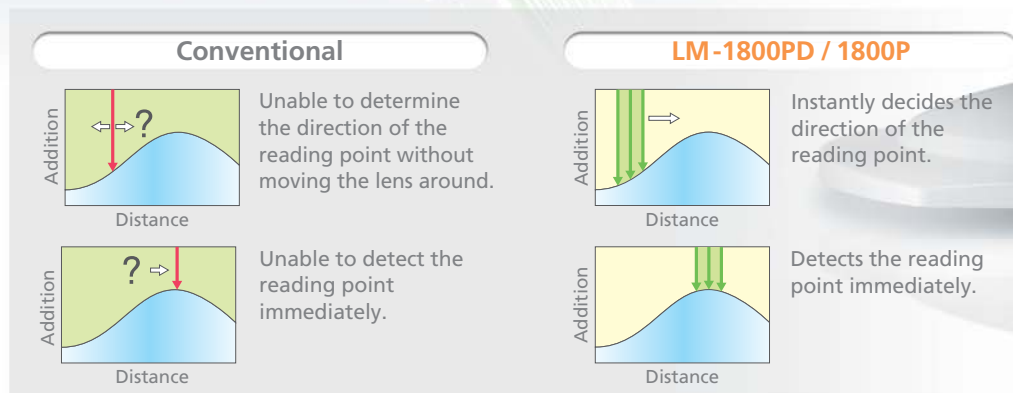 Conventional
Addition
?
Distance
Unable to determine
the direction of the
reading point without
moving the lens around.
Addition
?
Distance
Unable to detect the
reading point
immediately.
LM-1800PD / 1800P
Addition
Distance
Instantly decides the
direction of the
reading point.
Addition
Distance
Detects the reading
point immediately.